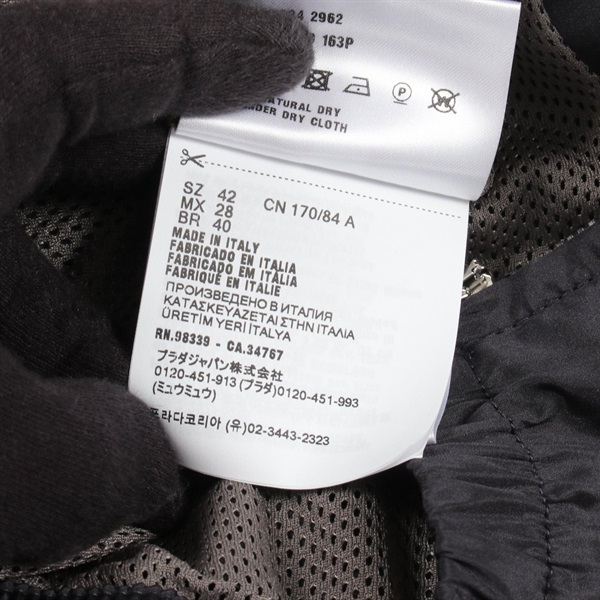 24 2962
163P
NATURAL DRY
UNDER DRY CLOTH
SZ 42 CN 170/84 A
MX 28
BR 40
MADE IN ITALY
FABRICADO EN ITALIA
FABRICADO EM ITÁLIA
FABRIQUÉ EN ITALIE
ПРОИЗВЕДЕНО В ИТАЛИЯ
ΚΑΤΑΣΚΕΥΑΖΕΤΑΙ ΣΤΗΝ ΙΤΑΛΙΑ
ÜRETİM YERİ İTALYA
RN.98339 - CA.34767
プラダジャパン株式会社
0120-451-913 (プラダ) 0120-451-993
(ミュウミュウ)
프라다코리아 (유) 02-3443-2323